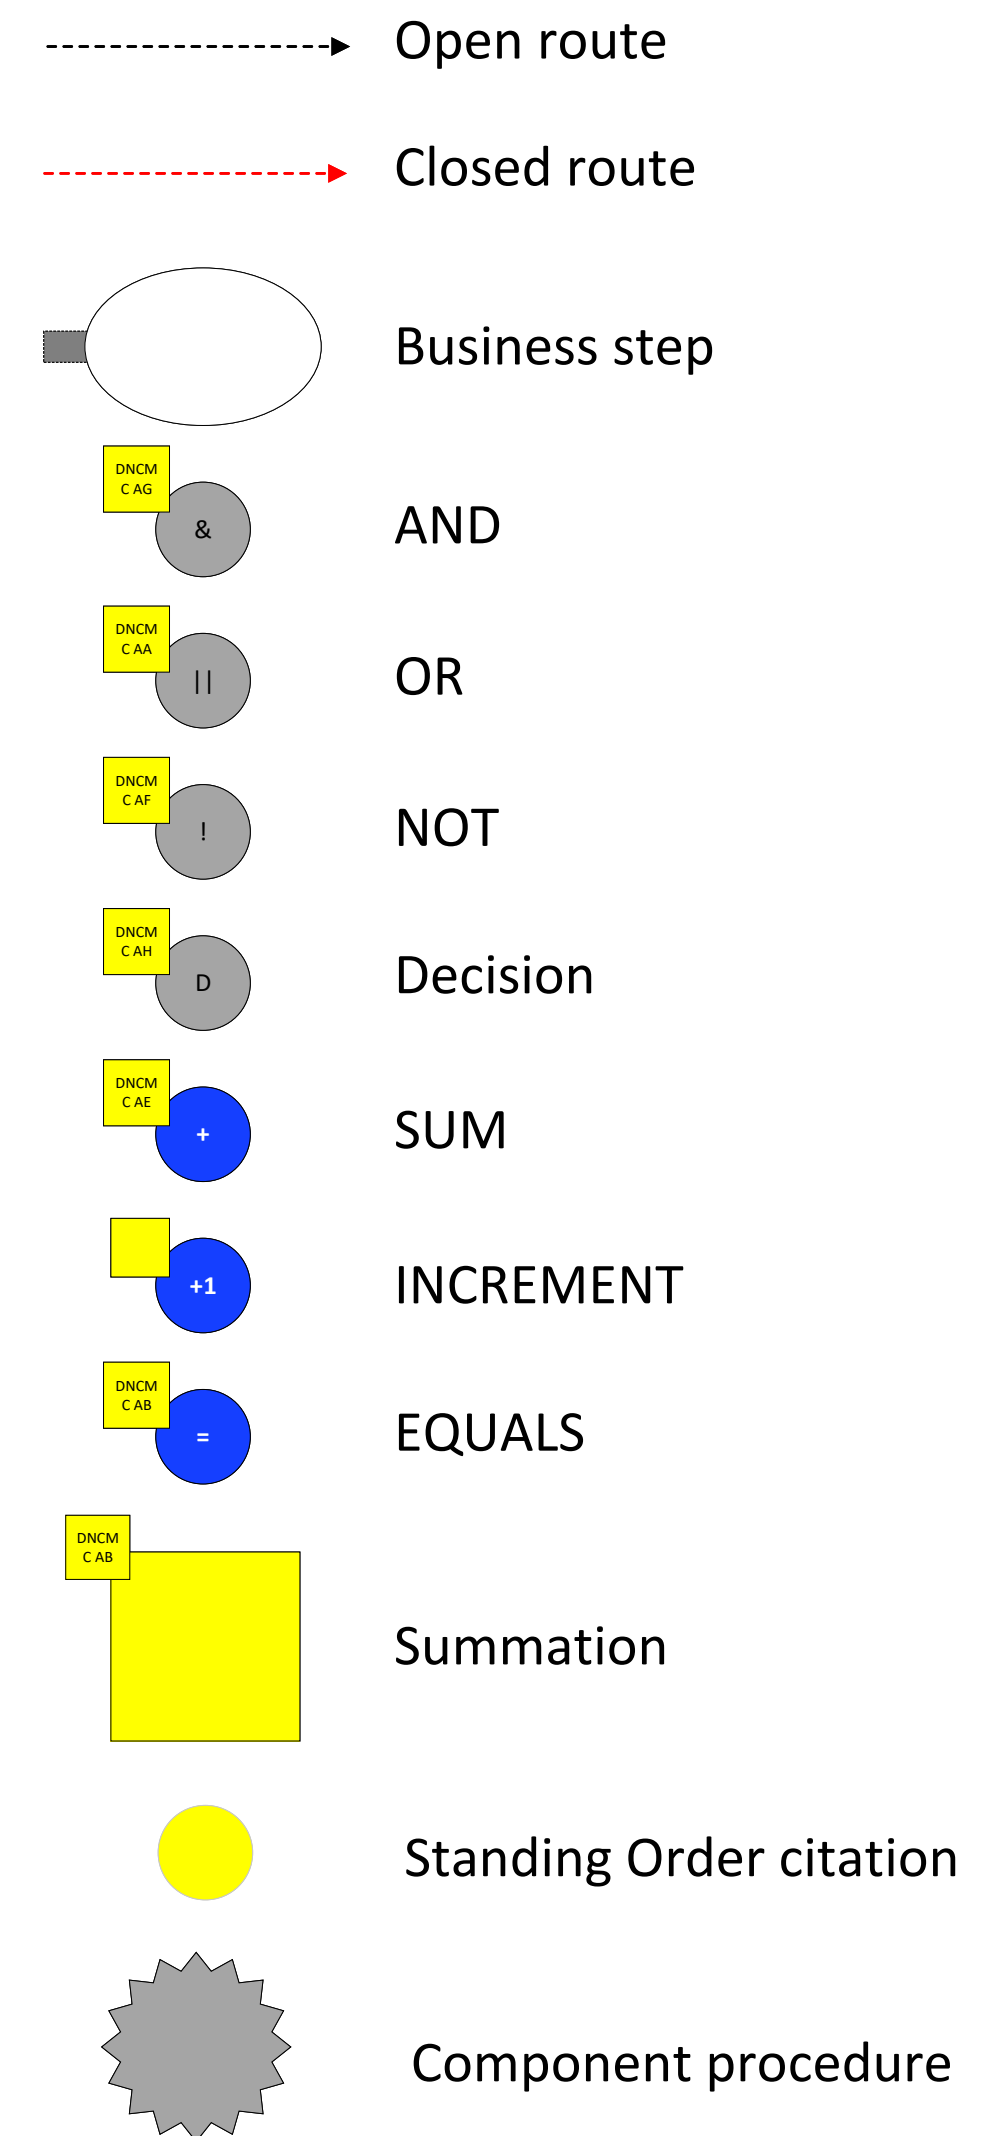 Open route
Closed route
Business step
DNCM
C AG
&
AND
DNCM
C AA
||
OR
DNCM
C AF
!
NOT
DNCM
C AH
D
Decision
DNCM
C AE
+
SUM
+1
INCREMENT
DNCM
C AB
=
EQUALS
DNCM
C AB
Summation
Standing Order citation
Component procedure